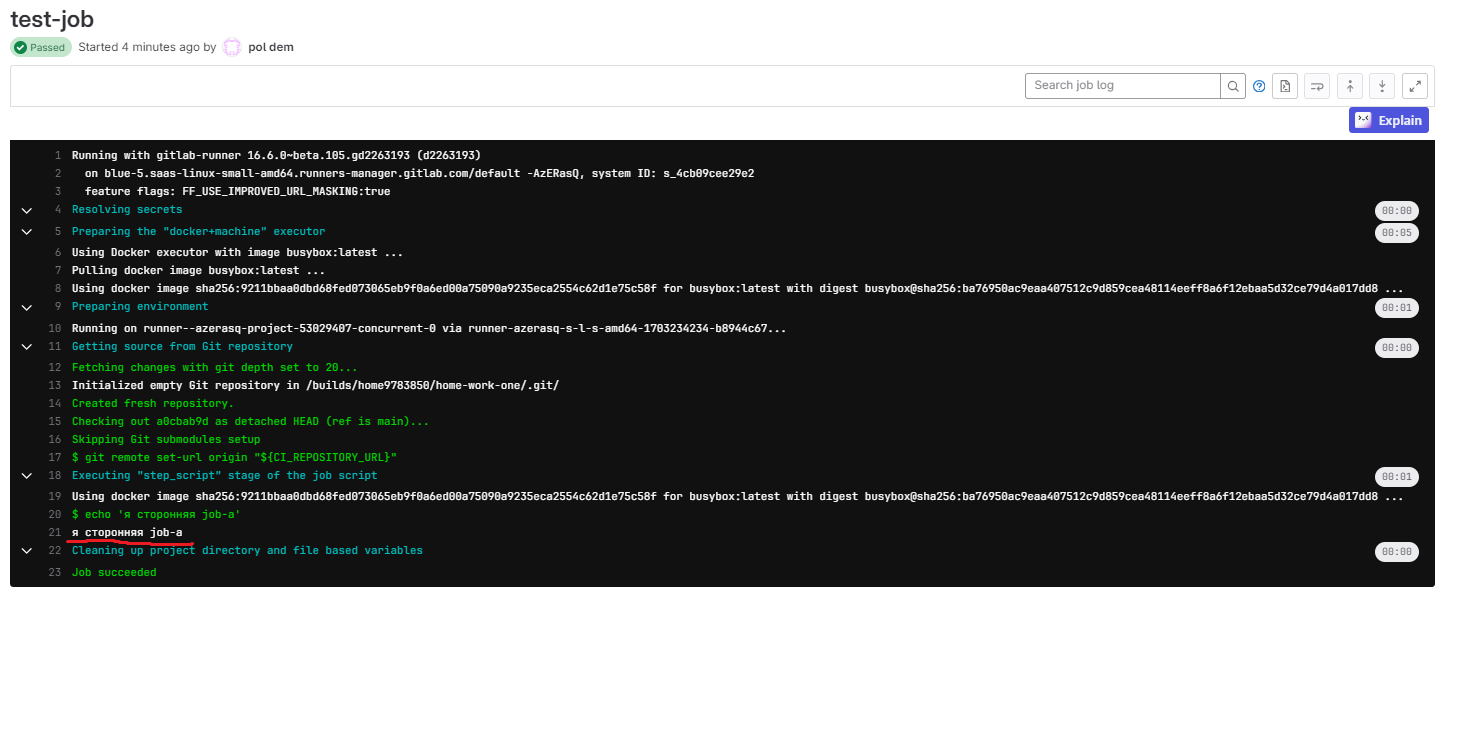 test-job
Passed Started 4 minutes ago by pol dem
Search job log
Explain
1 Running with gitlab-runner 16.6.0~beta.105.gd2263193 (d2263193)
2 on blue-5.saas-linux-small-amd64.runners-manager.gitlab.com/default -AzERasQ, system ID: s_4cb09cee29e2
3 feature flags: FF_USE_IMPROVED_URL_MASKING:true
4 Resolving secrets 00:00
5 Preparing the "docker+machine" executor 00:05
6 Using Docker executor with image busybox:latest ...
7 Pulling docker image busybox:latest ...
8 Using docker image sha256:9211bbaa0dbd68fed073065eb9f0a6ed00a75090a9235eca2554c62d1e75c58f for busybox:latest with digest busybox@sha256:ba76950ac9eaa407512c9d859cea48114eeff8a6f12ebaa5d32ce79d4a017dd8 ...
9 Preparing environment 00:01
10 Running on runner--azerasq-project-53029407-concurrent-0 via runner-azerasq-s-l-s-amd64-1703234234-b8944c67...
11 Getting source from Git repository 00:00
12 Fetching changes with git depth set to 20...
13 Initialized empty Git repository in /builds/home9783850/home-work-one/.git/
14 Created fresh repository.
15 Checking out a0cbab9d as detached HEAD (ref is main)...
16 Skipping Git submodules setup
17 $ git remote set-url origin "${CI_REPOSITORY_URL}"
18 Executing "step_script" stage of the job script 00:01
19 Using docker image sha256:9211bbaa0dbd68fed073065eb9f0a6ed00a75090a9235eca2554c62d1e75c58f for busybox:latest with digest busybox@sha256:ba76950ac9eaa407512c9d859cea48114eeff8a6f12ebaa5d32ce79d4a017dd8 ...
20 $ echo 'я сторонняя job-а'
21 я сторонняя job-а
22 Cleaning up project directory and file based variables 00:00
23 Job succeeded